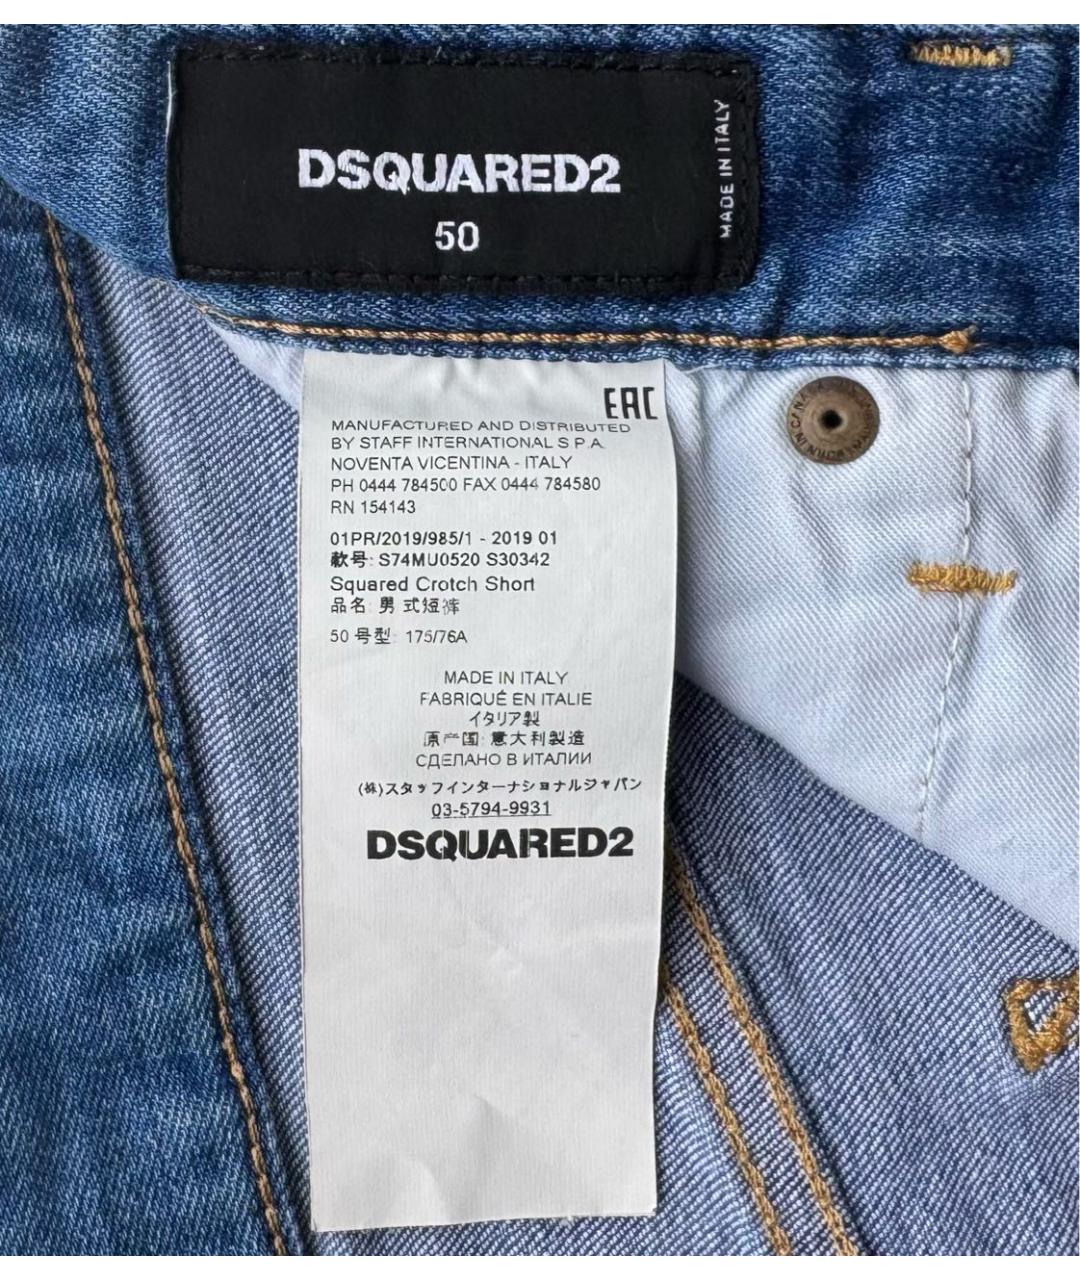 DSQUARED2
50
MADE IN ITALY
EAC
MANUFACTURED AND DISTRIBUTED
BY STAFF INTERNATIONAL S.P.A.
NOVENTA VICENTINA - ITALY
PH 0444 784500 FAX 0444 784580
RN 154143
01PR/2019/985/1 - 2019 01
款号: S74MU0520 S30342
Squared Crotch Short
品名: 男式短裤
50 号型: 175/76A
MADE IN ITALY
FABRIQUÉ EN ITALIE
イタリア製
原产国: 意大利製造
СДЕЛАНО В ИТАЛИИ
(株)スタッフインターナショナルジャパン
03-5794-9931
DSQUARED2